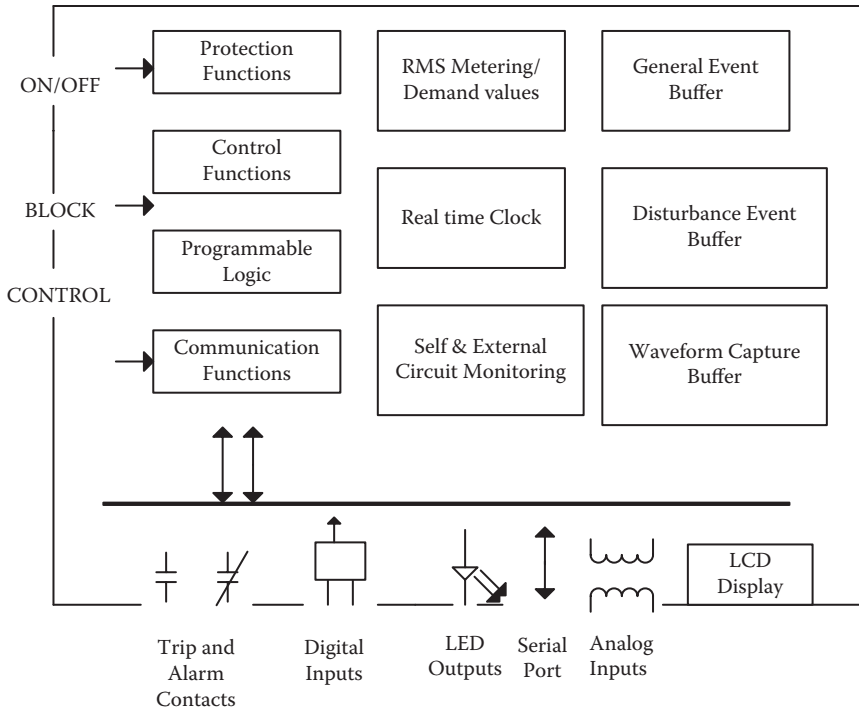 Protection
Functions
RMS Metering/
Demand values
General Event
Buffer
ON/OFF
Control
Functions
BLOCK
Real time Clock
Disturbance Event
Buffer
Programmable
Logic
CONTROL
Communication
Functions
Self & External
Circuit Monitoring
Waveform Capture
Buffer
LCD
Display
Trip and
Alarm
Contacts
Digital
Inputs
LED
Outputs
Serial
Port
Analog
Inputs